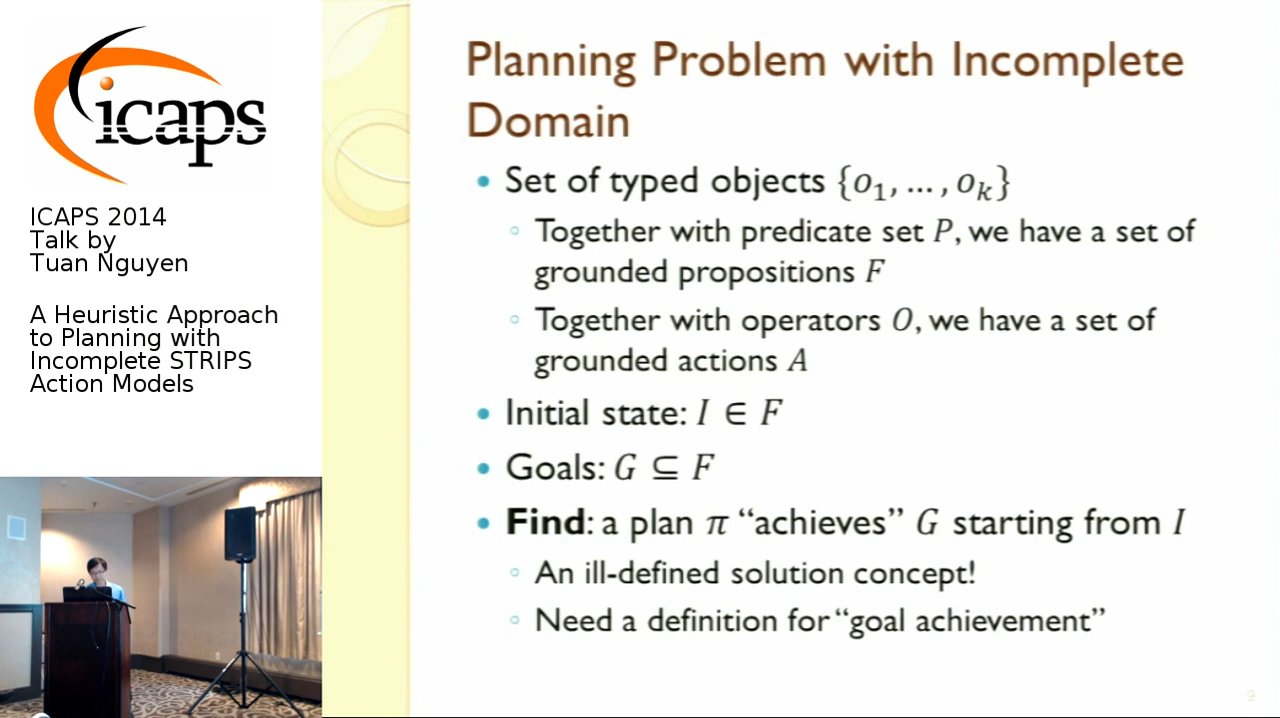 icaps
ICAPS 2014
Talk by
Tuan Nguyen
A Heuristic Approach
to Planning with
Incomplete STRIPS
Action Models
Planning Problem with Incomplete
Domain
• Set of typed objects {o₁, … , oₖ}
◦ Together with predicate set P, we have a set of
grounded propositions F
◦ Together with operators O, we have a set of
grounded actions A
• Initial state: I ∈ F
• Goals: G ⊆ F
• Find: a plan π “achieves” G starting from I
◦ An ill-defined solution concept!
◦ Need a definition for “goal achievement”
9